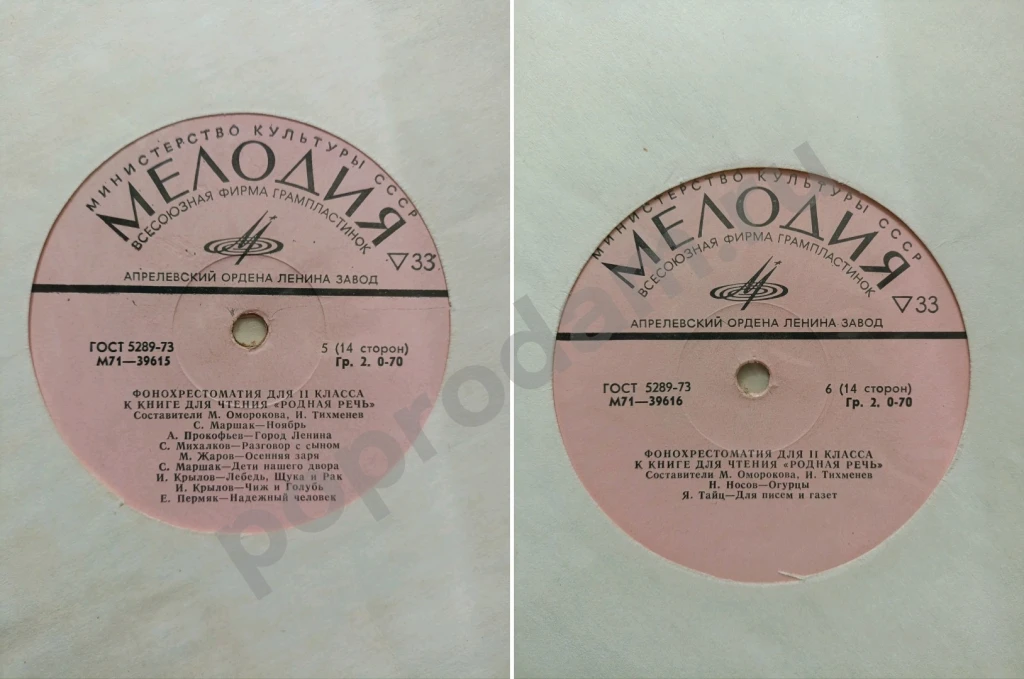 МИНИСТЕРСТВО КУЛЬТУРЫ СССР
МЕЛОДИЯ
ВСЕСОЮЗНАЯ ФИРМА ГРАМПЛАСТИНОК
▽33
АПРЕЛЕВСКИЙ ОРДЕНА ЛЕНИНА ЗАВОД
ГОСТ 5289-73
М71—39615
5 (14 сторон)
Гр. 2. 0-70
ФОНОХРЕСТОМАТИЯ ДЛЯ II КЛАССА
К КНИГЕ ДЛЯ ЧТЕНИЯ «РОДНАЯ РЕЧЬ»
Составители М. Оморокова, И. Тихменев
С. Маршак—Ноябрь
А. Прокофьев—Город Ленина
С. Михалков—Разговор с сыном
М. Жаров—Осенняя заря
С. Маршак—Дети нашего двора
И. Крылов—Лебедь, Щука и Рак
И. Крылов—Чиж и Голубь
Е. Пермяк—Надежный человек
МИНИСТЕРСТВО КУЛЬТУРЫ СССР
МЕЛОДИЯ
ВСЕСОЮЗНАЯ ФИРМА ГРАМПЛАСТИНОК
▽33
АПРЕЛЕВСКИЙ ОРДЕНА ЛЕНИНА ЗАВОД
ГОСТ 5289-73
М71—39616
6 (14 сторон)
Гр. 2. 0-70
ФОНОХРЕСТОМАТИЯ ДЛЯ II КЛАССА
К КНИГЕ ДЛЯ ЧТЕНИЯ «РОДНАЯ РЕЧЬ»
Составители М. Оморокова, И. Тихменев
Н. Носов—Огурцы
Я. Тайц—Для писем и газет
poprodam.ru